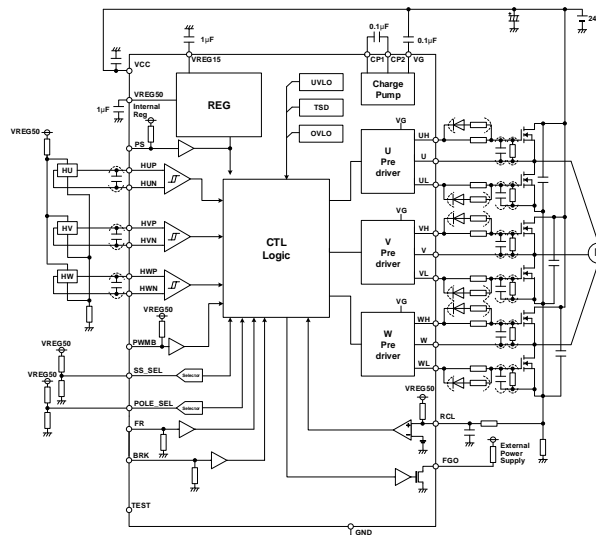 1µF
0.1µF
0.1µF
24
VCC
VREG15
CP1
CP2
VG
VREG50
1µF
Internal
Reg
REG
UVLO
TSD
OVLO
Charge
Pump
VREG50
PS
VG
UH
U
Pre
driver
U
UL
HU
HUP
HUN
HV
HVP
HVN
CTL
Logic
VG
VH
V
Pre
driver
V
VL
HW
HWP
HWN
VREG50
VG
WH
W
Pre
driver
W
WL
PWMB
VREG50
SS_SEL
Selector
VREG50
POLE_SEL
Selector
VREG50
RCL
FR
BRK
External
Power
Supply
FGO
TEST
GND